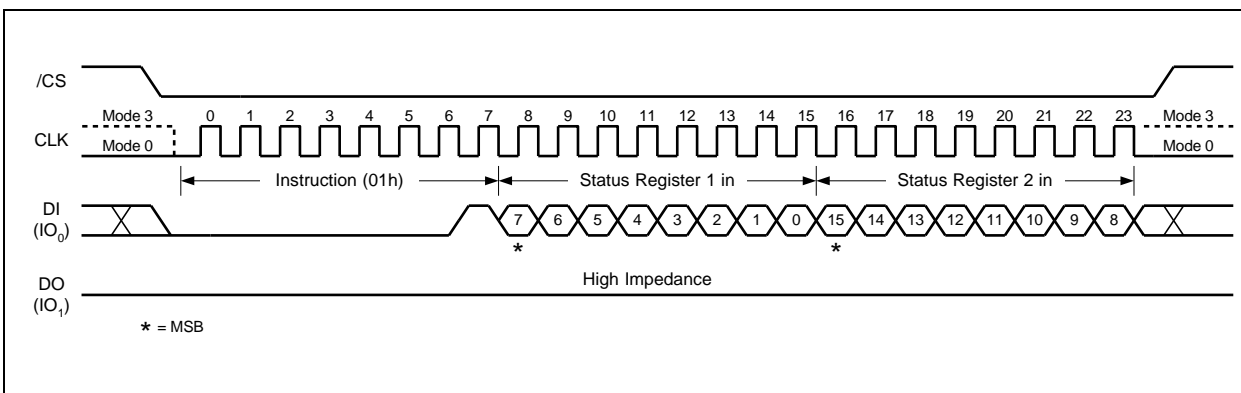 /CS
Mode 3 0 1 2 3 4 5 6 7 8 9 10 11 12 13 14 15 16 17 18 19 20 21 22 23 Mode 3
CLK
Mode 0 Mode 0
Instruction (01h) Status Register 1 in Status Register 2 in
DI
(IO₀)
7 6 5 4 3 2 1 0 15 14 13 12 11 10 9 8
* *
High Impedance
DO
(IO₁)
* = MSB